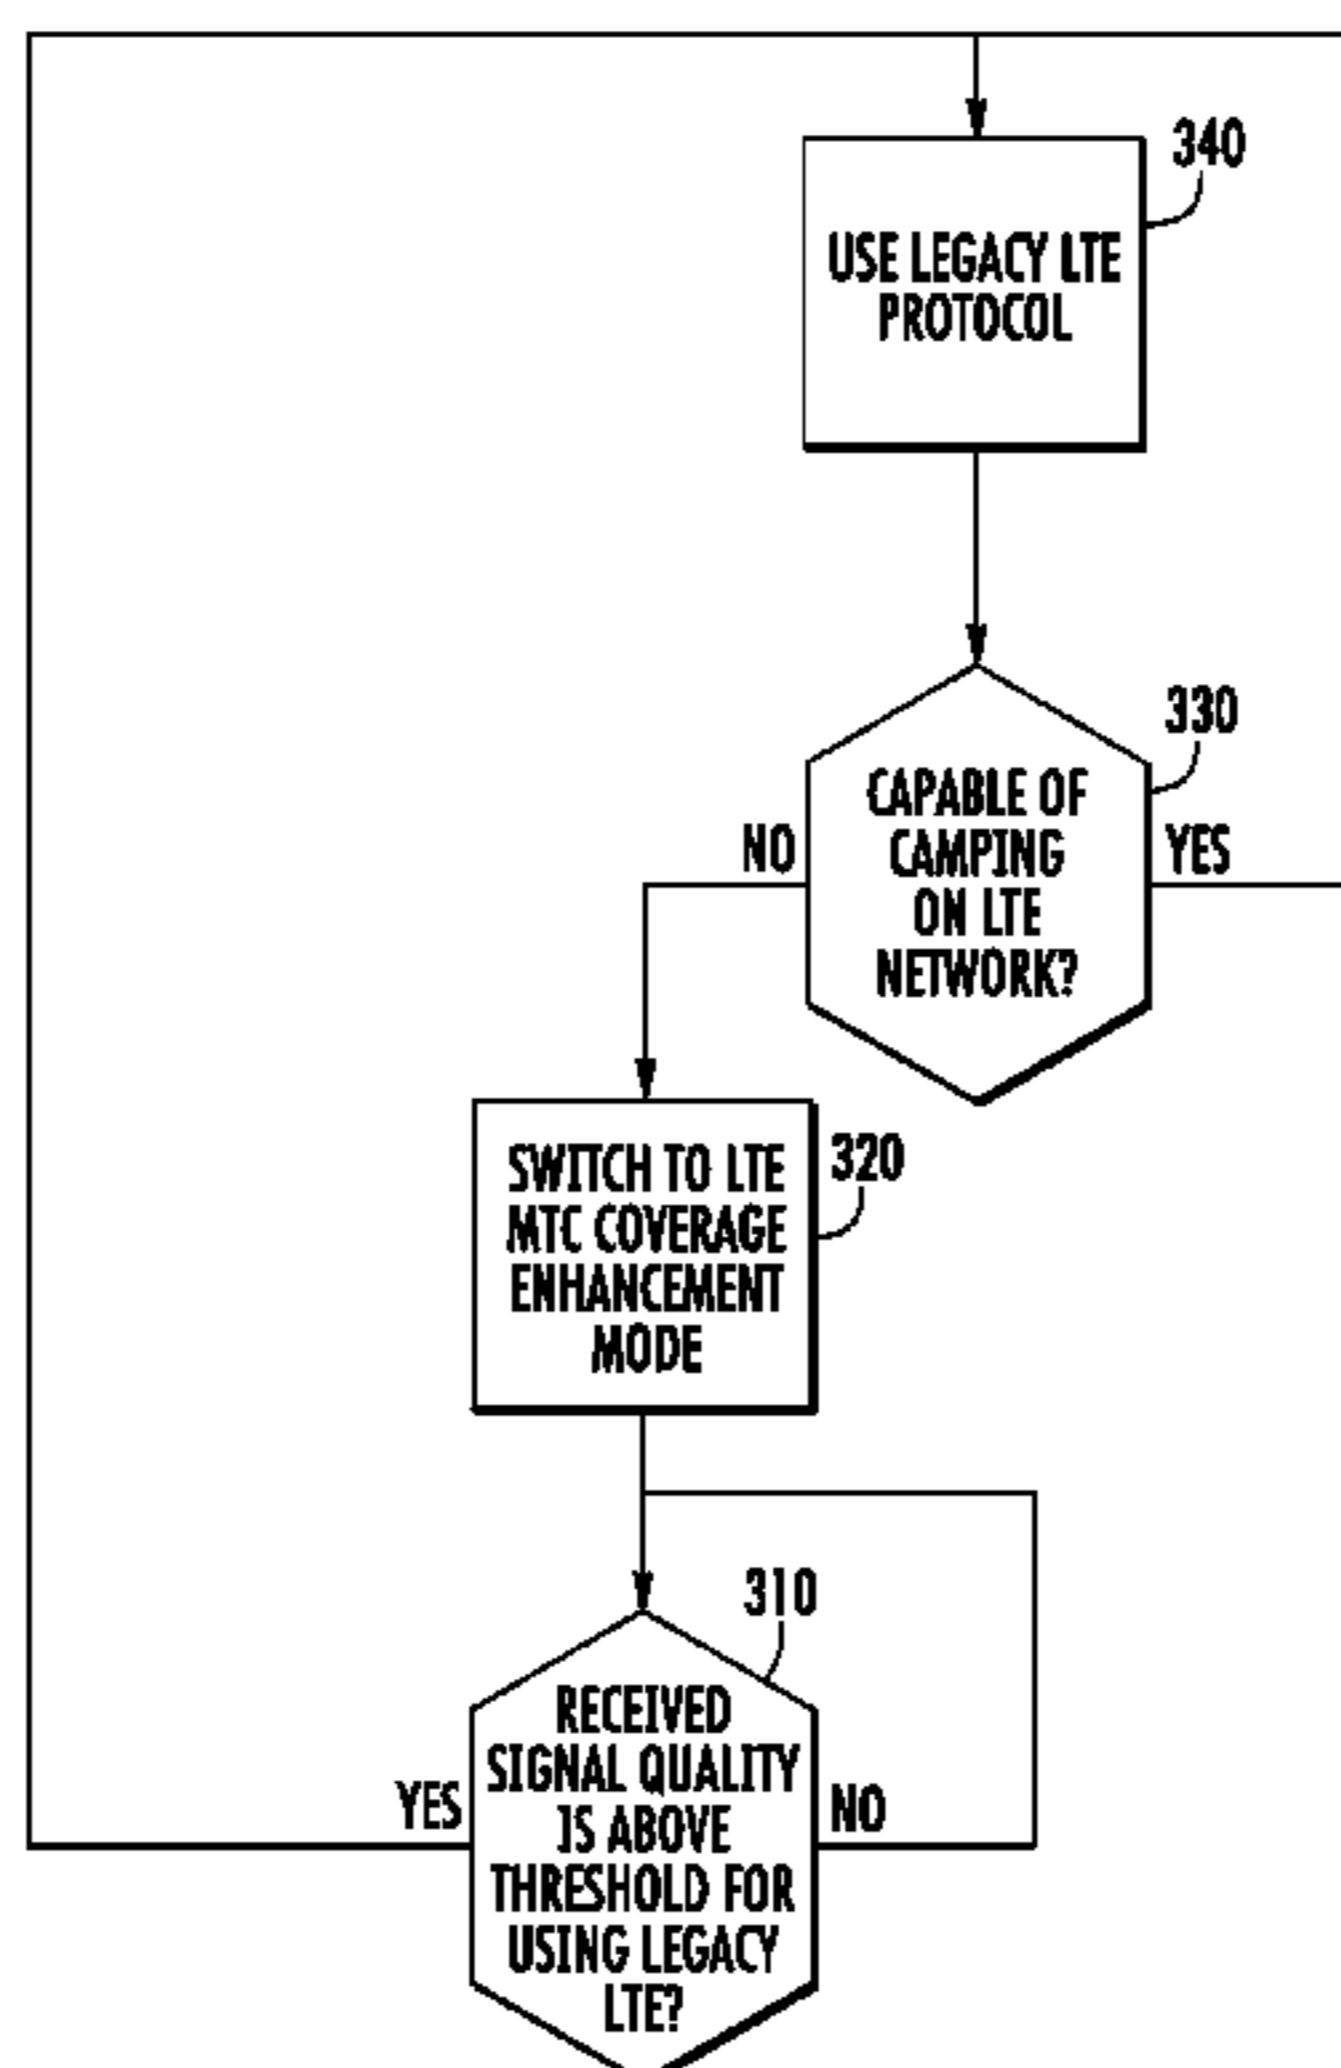 340
USE LEGACY LTE
PROTOCOL
330
CAPABLE OF
CAMPING
ON LTE
NETWORK?
NO
YES
SWITCH TO LTE
MTC COVERAGE
ENHANCEMENT
MODE
320
310
RECEIVED
SIGNAL QUALITY
IS ABOVE
THRESHOLD FOR
USING LEGACY
LTE?
YES
NO